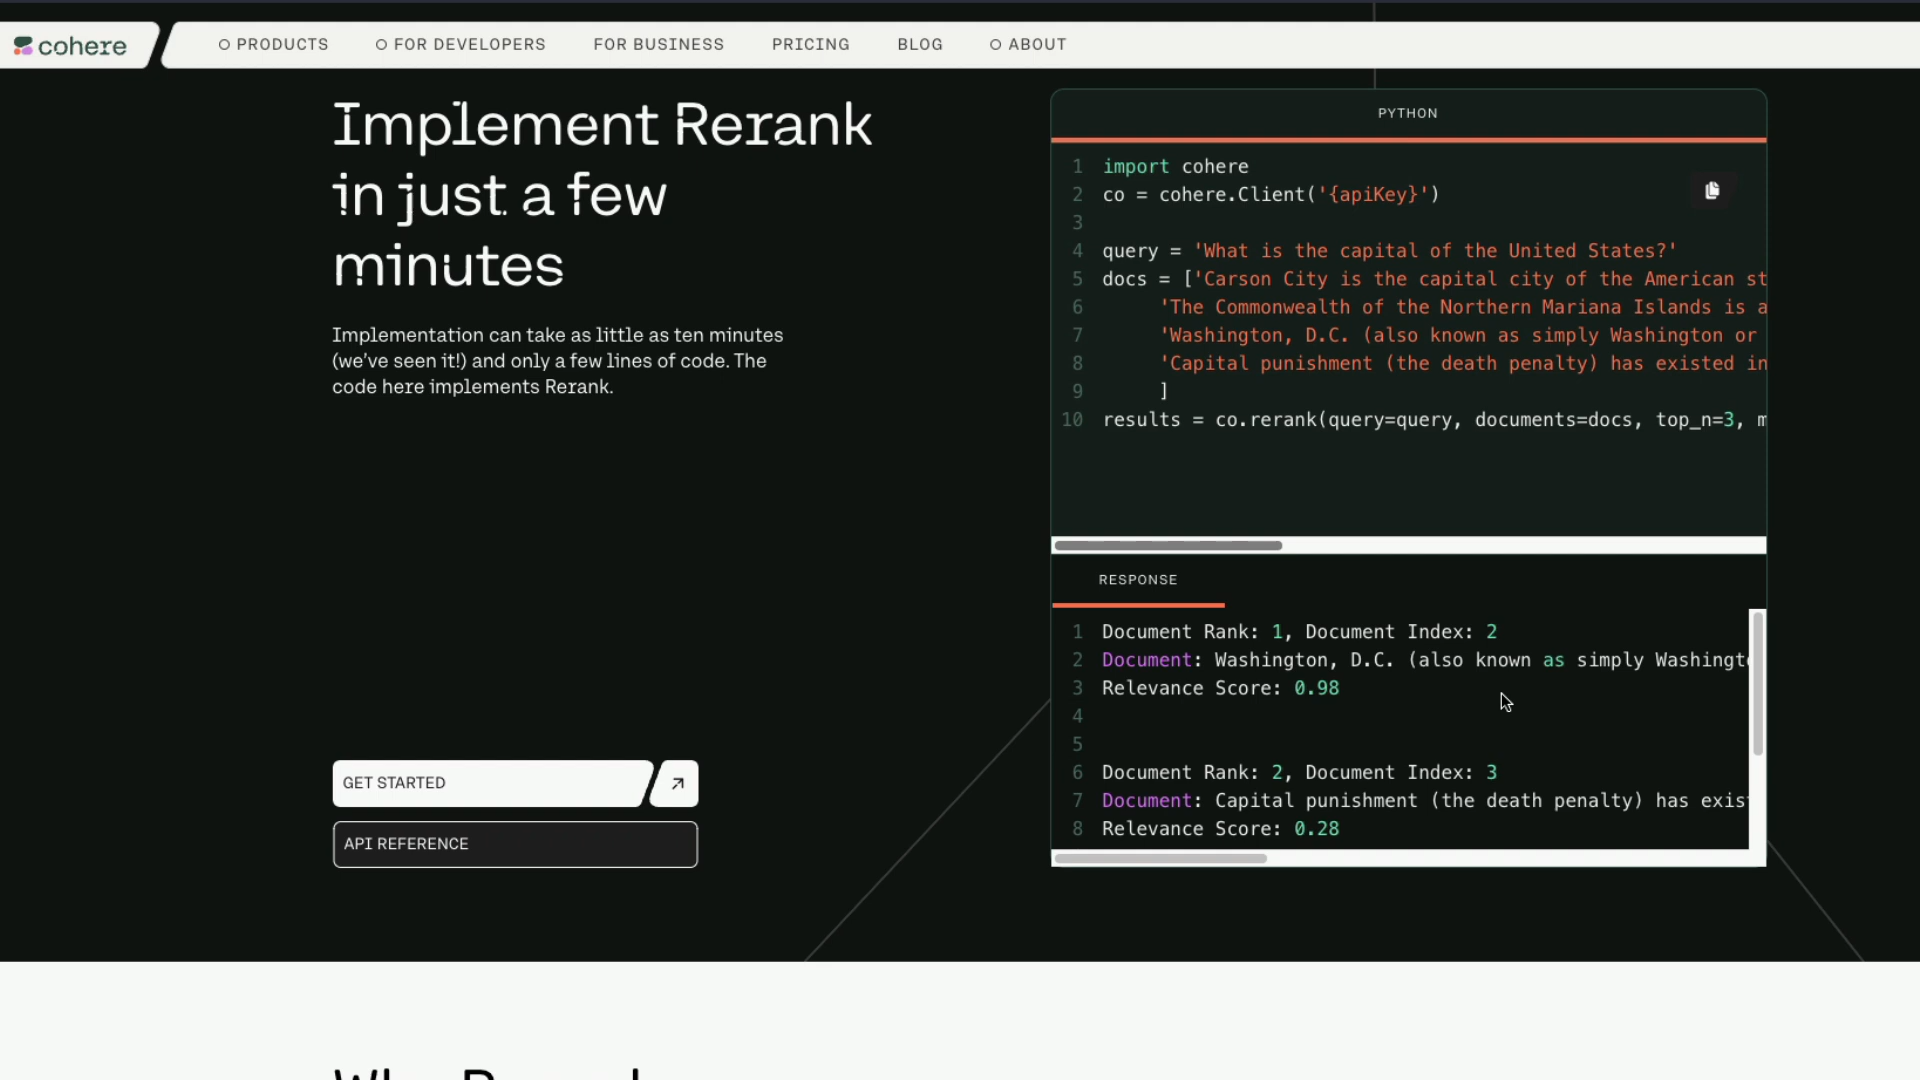 cohere
PRODUCTS
FOR DEVELOPERS
FOR BUSINESS
PRICING
BLOG
ABOUT
Implement Rerank
in just a few
minutes
Implementation can take as little as ten minutes
(we've seen it!) and only a few lines of code. The
code here implements Rerank.
GET STARTED
API REFERENCE
PYTHON
1 import cohere
2 co = cohere.Client('{apiKey}')
3
4 query = 'What is the capital of the United States?'
5 docs = ['Carson City is the capital city of the American st
6 'The Commonwealth of the Northern Mariana Islands is a
7 'Washington, D.C. (also known as simply Washington or
8 'Capital punishment (the death penalty) has existed in
9 ]
10 results = co.rerank(query=query, documents=docs, top_n=3, m
RESPONSE
1 Document Rank: 1, Document Index: 2
2 Document: Washington, D.C. (also known as simply Washingto
3 Relevance Score: 0.98
4
5
6 Document Rank: 2, Document Index: 3
7 Document: Capital punishment (the death penalty) has exis
8 Relevance Score: 0.28